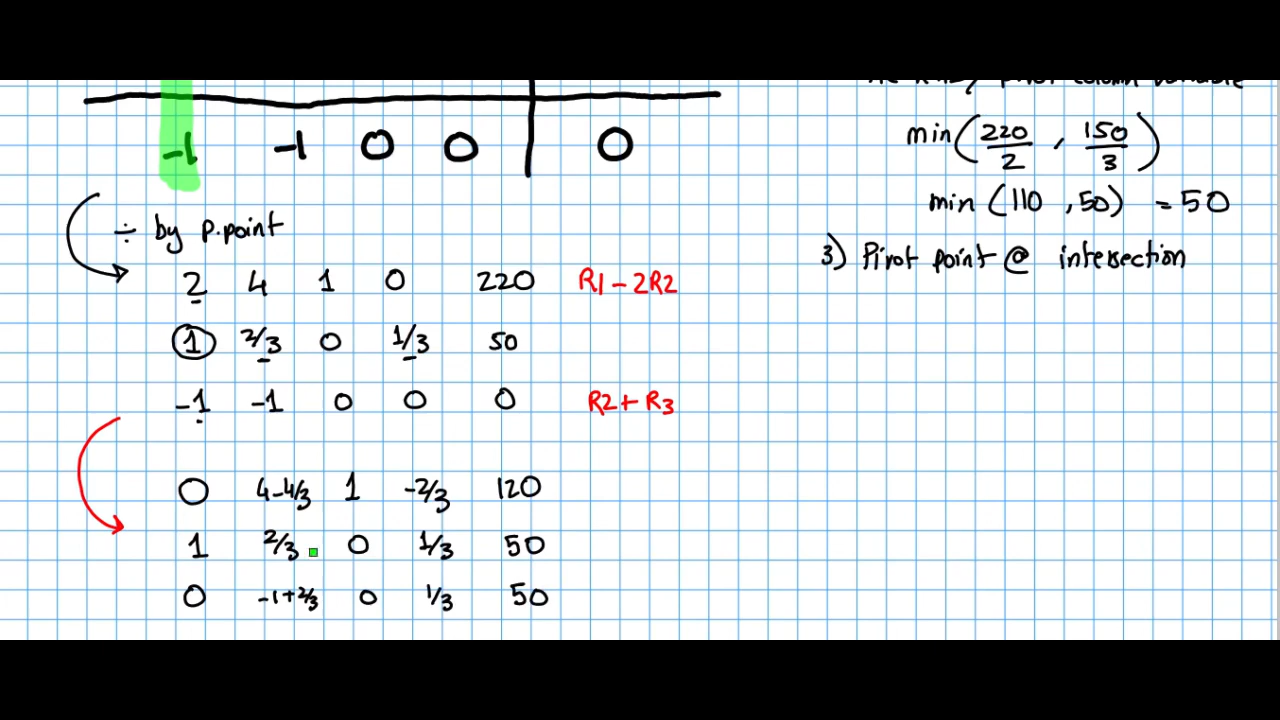 -1 -1 0 0 0
÷ by p.point
2 4 1 0 220 R1 - 2R2
1 2/3 0 1/3 50
-1 -1 0 0 0 R2 + R3
0 4-4/3 1 -2/3 120
1 2/3 0 1/3 50
0 -1+2/3 0 1/3 50
pivot column variable
min(220/2 , 150/3)
min (110 , 50) = 50
3) Pivot point @ intersection